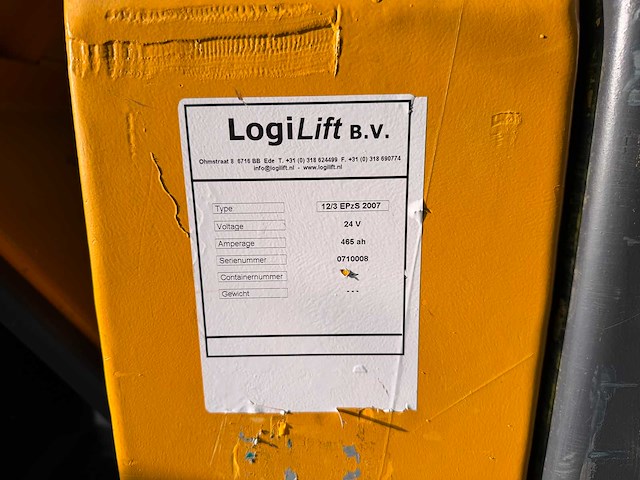 LogiLift B.V.
Ohmstraat 8 6716 BB Ede T. +31 (0) 318 624499 F. +31 (0) 318 690774
info@logilift.nl - www.logilift.nl
Type 12/3 EPzS 2007
Voltage 24 V
Amperage 465 ah
Serienummer 0710008
Containernummer
Gewicht ---